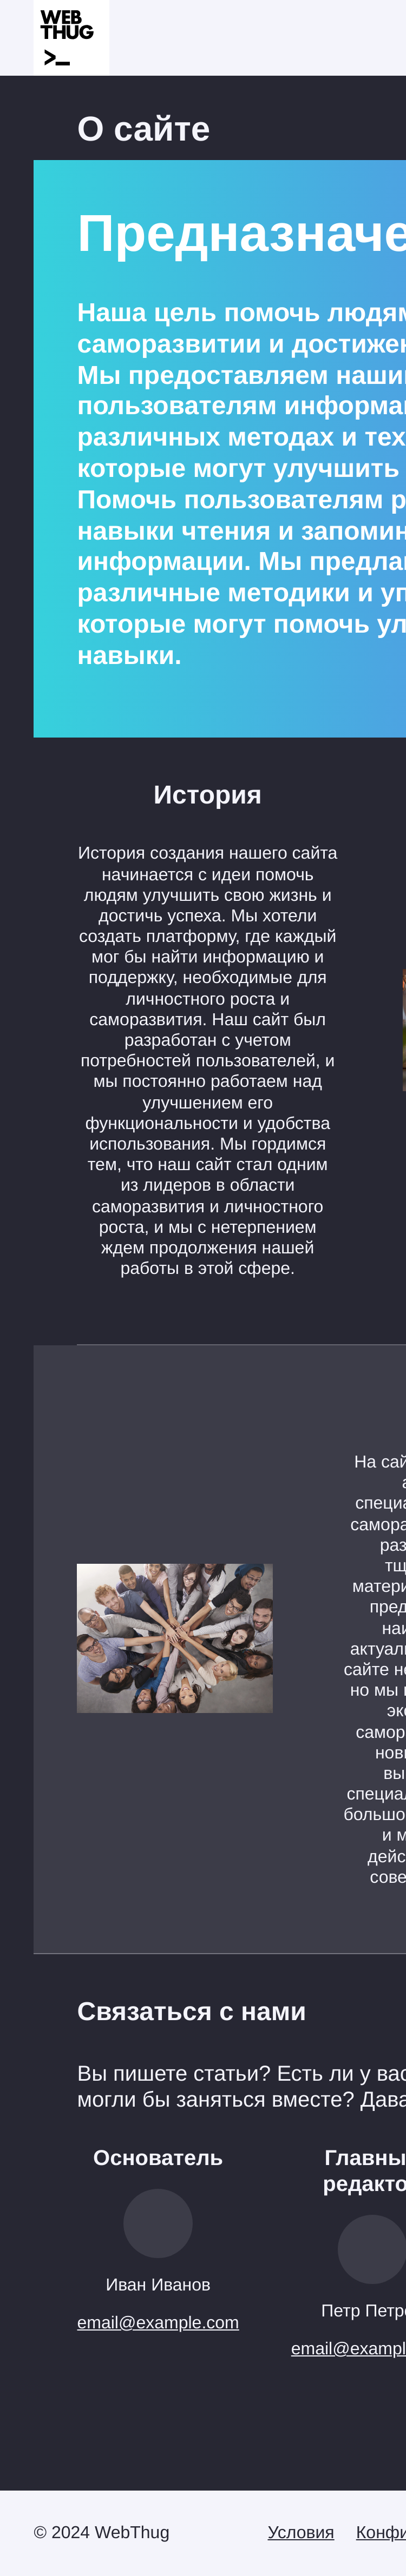 WEB
THUG
>_
О сайте
Предназначе
Наша цель помочь людям
саморазвитии и достижен
Мы предоставляем наши
пользователям информа
различных методах и тех
которые могут улучшить
Помочь пользователям р
навыки чтения и запомин
информации. Мы предла
различные методики и уп
которые могут помочь ул
навыки.
История
История создания нашего сайта
начинается с идеи помочь
людям улучшить свою жизнь и
достичь успеха. Мы хотели
создать платформу, где каждый
мог бы найти информацию и
поддержку, необходимые для
личностного роста и
саморазвития. Наш сайт был
разработан с учетом
потребностей пользователей, и
мы постоянно работаем над
улучшением его
функциональности и удобства
использования. Мы гордимся
тем, что наш сайт стал одним
из лидеров в области
саморазвития и личностного
роста, и мы с нетерпением
ждем продолжения нашей
работы в этой сфере.
На сай
а
специа
самора
раз
тщ
матери
пред
наи
актуаль
сайте не
но мы п
экс
самор
нов
вы
специал
большо
и м
дейс
сове
Связаться с нами
Вы пишете статьи? Есть ли у вас
могли бы заняться вместе? Дава
Основатель
Иван Иванов
email@example.com
Главны
редакто
Петр Петро
email@exampl
© 2024 WebThug
Условия
Конфи